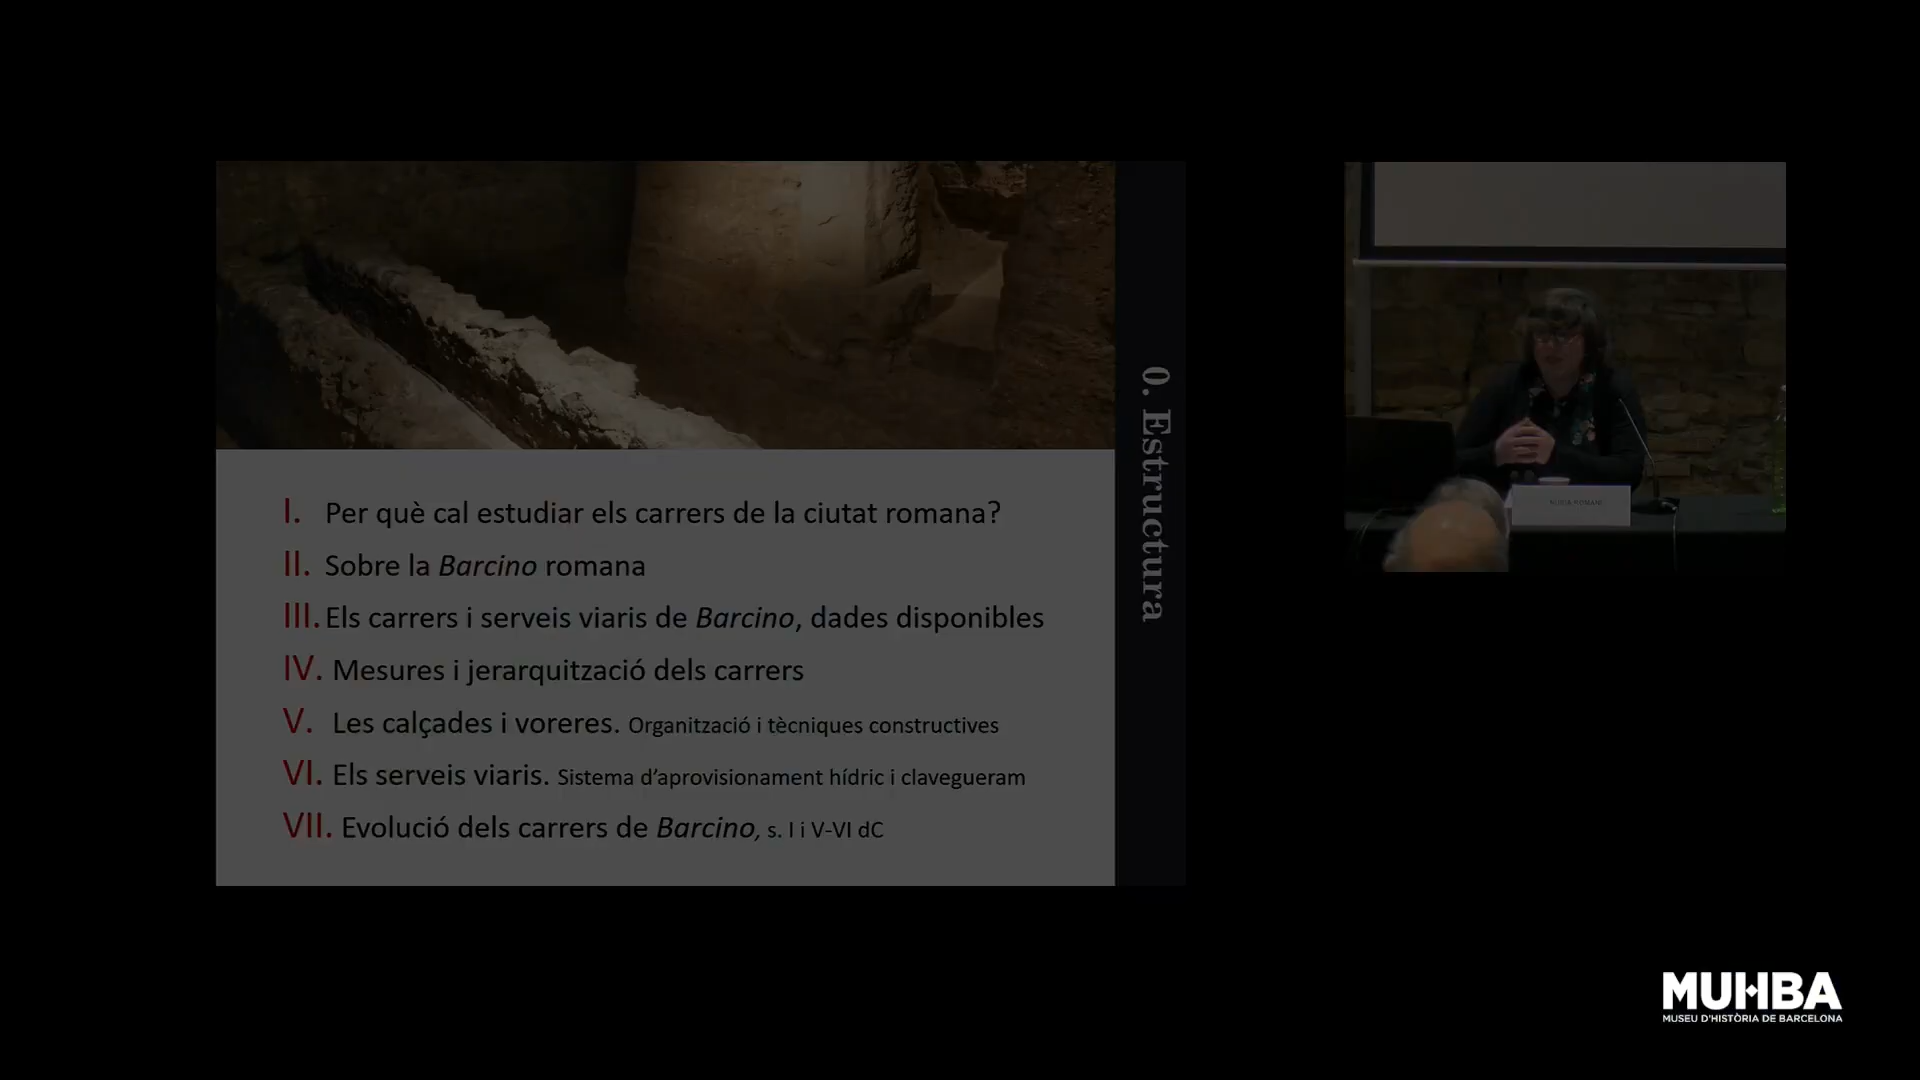 0. Estructura
I. Per què cal estudiar els carrers de la ciutat romana?
II. Sobre la Barcino romana
III. Els carrers i serveis viaris de Barcino, dades disponibles
IV. Mesures i jerarquització dels carrers
V. Les calçades i voreres. Organització i tècniques constructives
VI. Els serveis viaris. Sistema d'aprovisionament hídric i clavegueram
VII. Evolució dels carrers de Barcino, s. I i V-VI dC
NÚRIA ROMANÍ
MUHBA
MUSEU D'HISTÒRIA DE BARCELONA